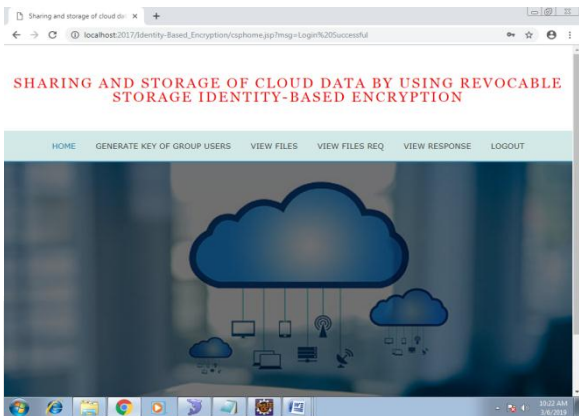 Sharing and storage of cloud da
localhost:2017/Identity-Based_Encryption/csphome.jsp?msg=Login%20Successful
SHARING AND STORAGE OF CLOUD DATA BY USING REVOCABLE
STORAGE IDENTITY-BASED ENCRYPTION
HOME GENERATE KEY OF GROUP USERS VIEW FILES VIEW FILES REQ VIEW RESPONSE LOGOUT
10:22 AM
3/6/2019